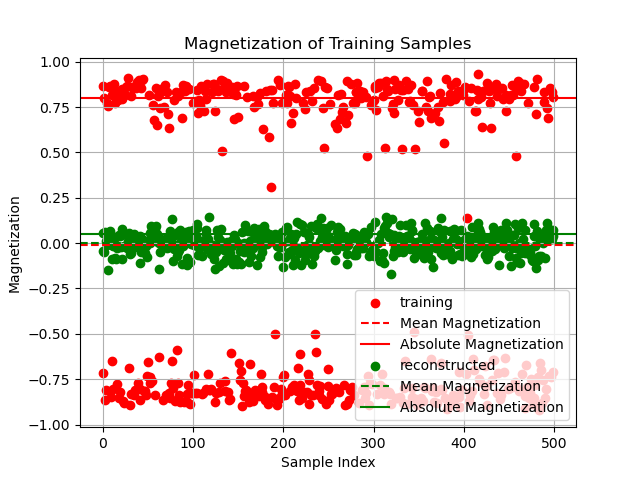 Magnetization of Training Samples
Magnetization
1.00
0.75
0.50
0.25
0.00
−0.25
−0.50
−0.75
−1.00
training
Mean Magnetization
Absolute Magnetization
reconstructed
Mean Magnetization
Absolute Magnetization
0
100
200
300
400
500
Sample Index